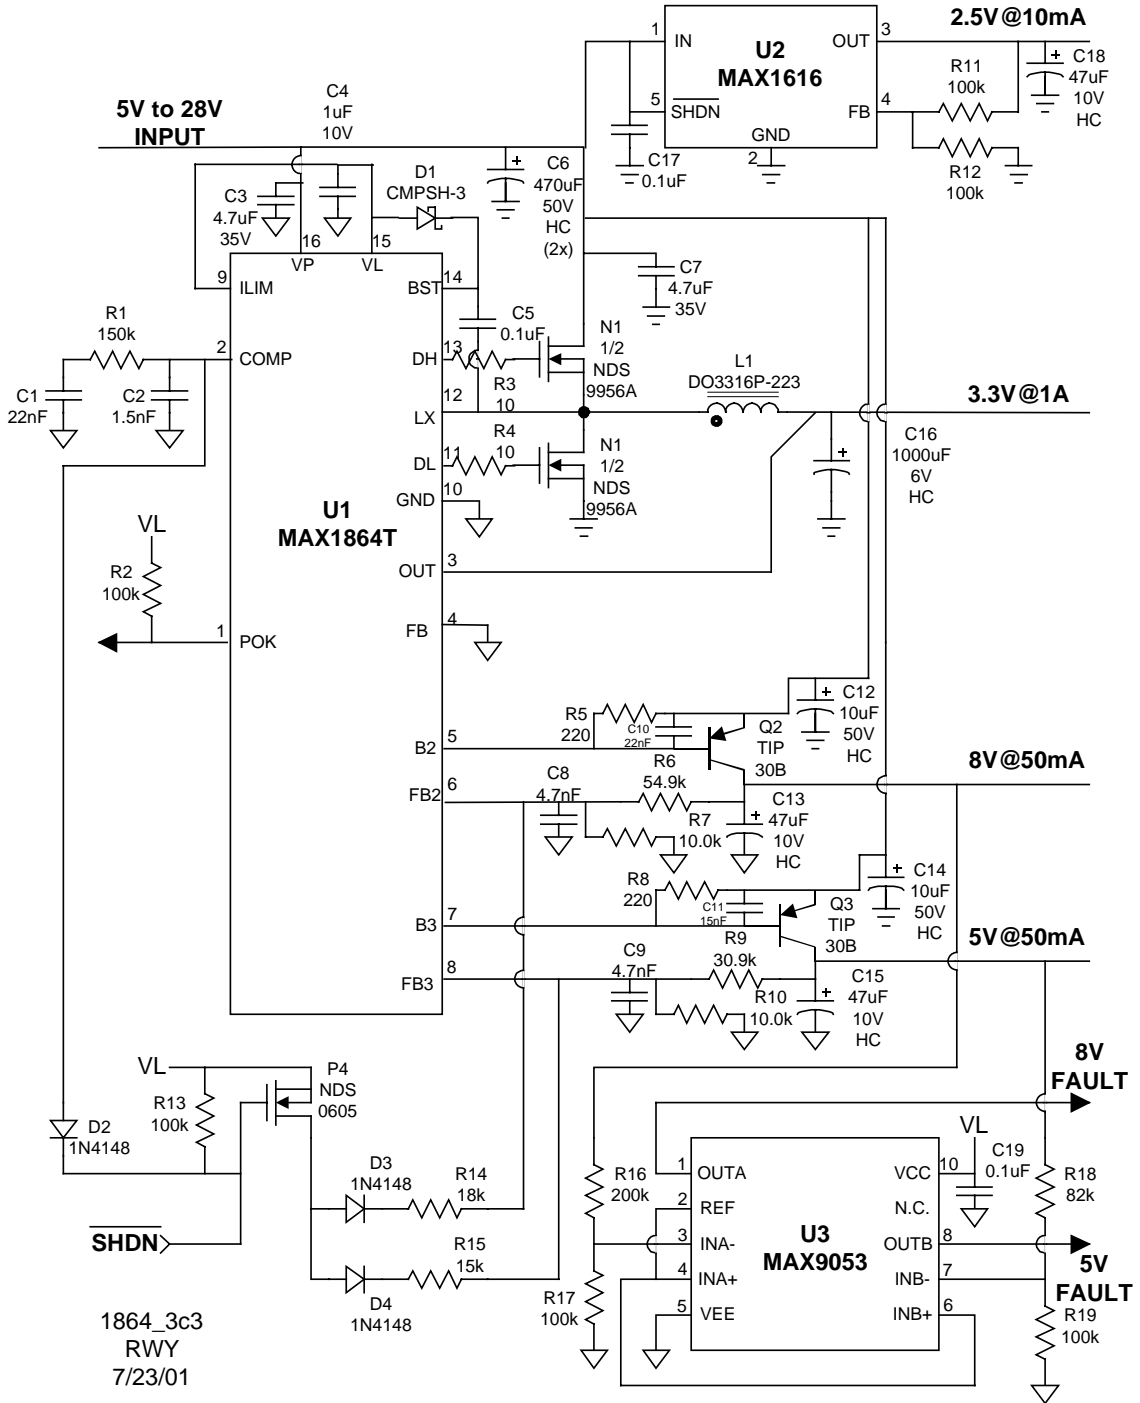 2.5V@10mA
1
IN
U2
MAX1616
OUT
3
C18
47uF
10V
HC
R11
100k
5
SHDN
FB
4
GND
2
C17
0.1uF
R12
100k
5V to 28V
INPUT
C4
1uF
10V
D1
CMPSH-3
C6
470uF
50V
HC
(2x)
C3
4.7uF
35V
16
VP
15
VL
C7
4.7uF
35V
9
ILIM
BST
14
R1
150k
C5
0.1uF
N1
1/2
NDS
9956A
2
COMP
DH
13
R3
10
L1
DO3316P-223
C1
22nF
C2
1.5nF
12
LX
3.3V@1A
R4
10
DL
11
N1
1/2
NDS
9956A
C16
1000uF
6V
HC
GND
10
U1
MAX1864T
VL
R2
100k
OUT
3
1
POK
FB
4
R5
220
C10
22nF
Q2
TIP
30B
C12
10uF
50V
HC
B2
5
8V@50mA
FB2
6
C8
4.7nF
R6
54.9k
R7
10.0k
C13
47uF
10V
HC
R8
220
C11
15nF
Q3
TIP
30B
C14
10uF
50V
HC
B3
7
5V@50mA
FB3
8
C9
4.7nF
R9
30.9k
R10
10.0k
C15
47uF
10V
HC
VL
P4
NDS
0605
R13
100k
8V
FAULT
D2
1N4148
VL
C19
0.1uF
D3
1N4148
R14
18k
R16
200k
1
OUTA
VCC
10
R18
82k
2
REF
N.C.
SHDN
3
INA-
U3
MAX9053
OUTB
8
R15
15k
4
INA+
INB-
7
5V
FAULT
D4
1N4148
R17
100k
5
VEE
INB+
6
R19
100k
1864_3c3
RWY
7/23/01